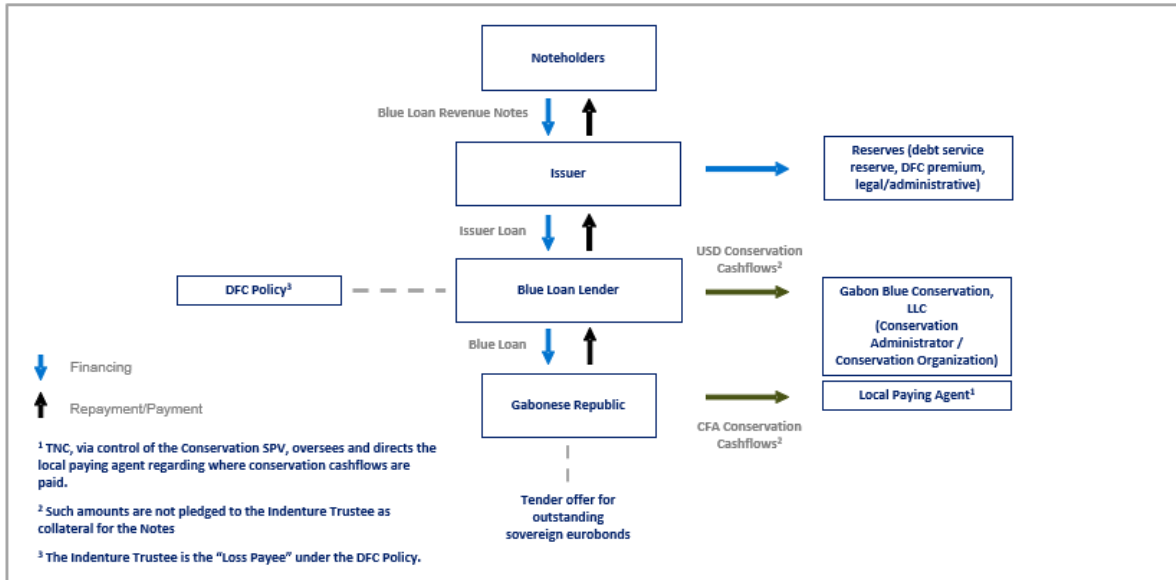 Noteholders
Blue Loan Revenue Notes
Issuer
Reserves (debt service
reserve, DFC premium,
legal/administrative)
Issuer Loan
USD Conservation
Cashflows²
DFC Policy³
Blue Loan Lender
Gabon Blue Conservation,
LLC
(Conservation
Administrator /
Conservation Organization)
Blue Loan
Financing
Repayment/Payment
Gabonese Republic
Local Paying Agent¹
CFA Conservation
Cashflows²
¹ TNC, via control of the Conservation SPV, oversees and directs the
local paying agent regarding where conservation cashflows are
paid.
² Such amounts are not pledged to the Indenture Trustee as
collateral for the Notes
³ The Indenture Trustee is the “Loss Payee” under the DFC Policy.
Tender offer for
outstanding
sovereign eurobonds